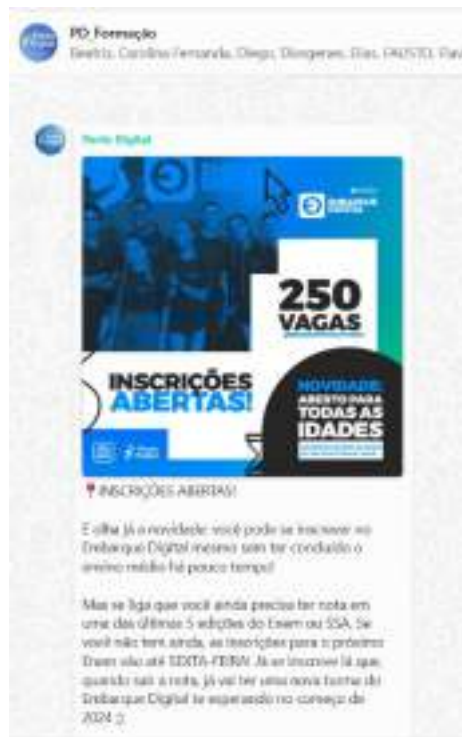 PD_Formação
Beatriz, Carolina Fernanda, Diego, Diogenes, Elias, FAUSTO, Flav
Porto Digital
EMBARQUE
DIGITAL
250
VAGAS
INSCRIÇÕES
ABERTAS!
NOVIDADE:
ABERTO PARA
TODAS AS
IDADES
📍INSCRIÇÕES ABERTAS!
E olha já a novidade: você pode se inscrever no
Embarque Digital mesmo sem ter concluído o
ensino médio há pouco tempo!
Mas se liga que você ainda precisa ter nota em
uma das últimas 5 edições do Enem ou SSA. Se
você não tem ainda, as inscrições para o próximo
Enem vão até SEXTA-FEIRA! Já se inscreve lá que,
quando sair a nota, já vai ter uma nova turma do
Embarque Digital te esperando no começo de
2024 ;)